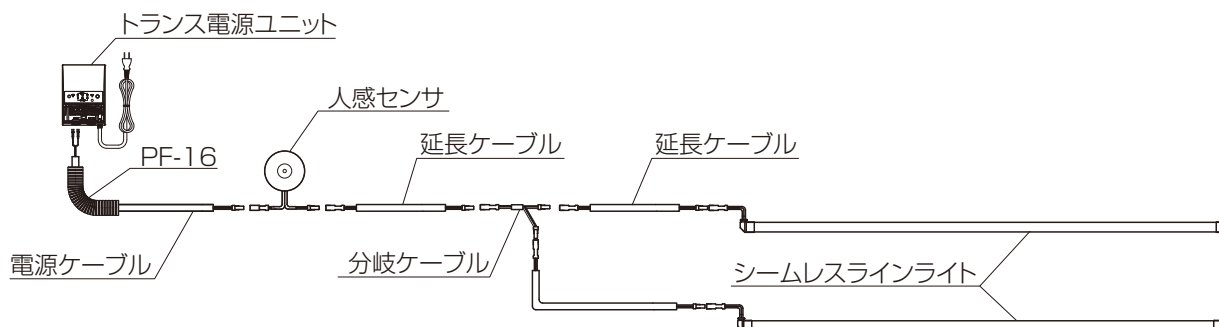 トランス電源ユニット
人感センサ
延長ケーブル
延長ケーブル
PF-16
電源ケーブル
分岐ケーブル
シームレスラインライト